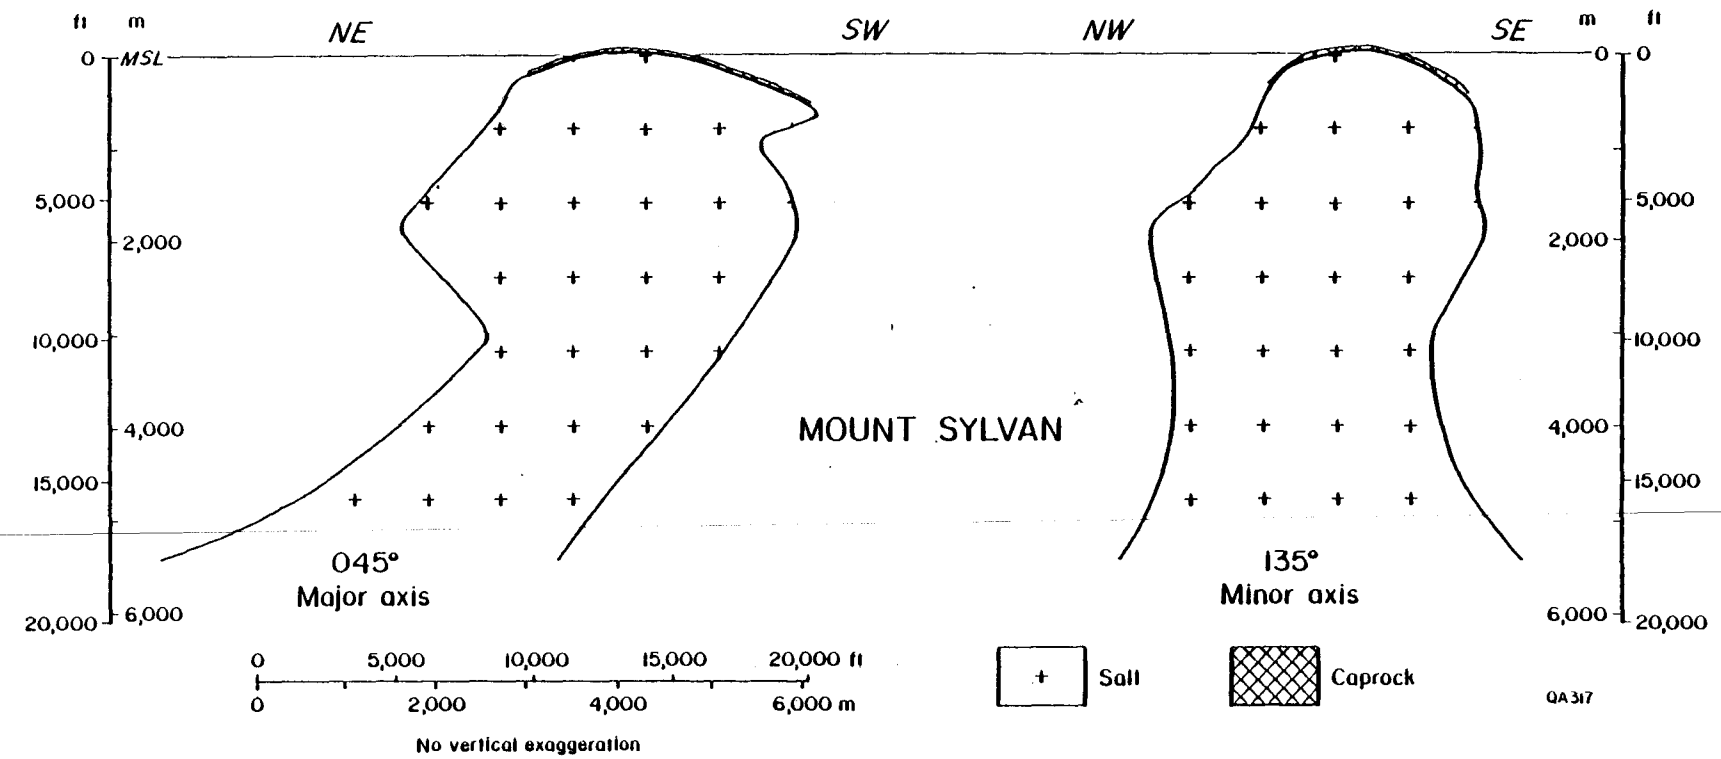 ft m NE SW NW SE m ft
0 MSL 0 0
5,000 5,000
2,000 2,000
10,000 10,000
MOUNT SYLVAN
4,000 4,000
15,000 15,000
045° 135°
Major axis Minor axis
6,000 6,000
20,000 20,000
0 5,000 10,000 15,000 20,000 ft
Salt Caprock
QA317
0 2,000 4,000 6,000 m
No vertical exaggeration